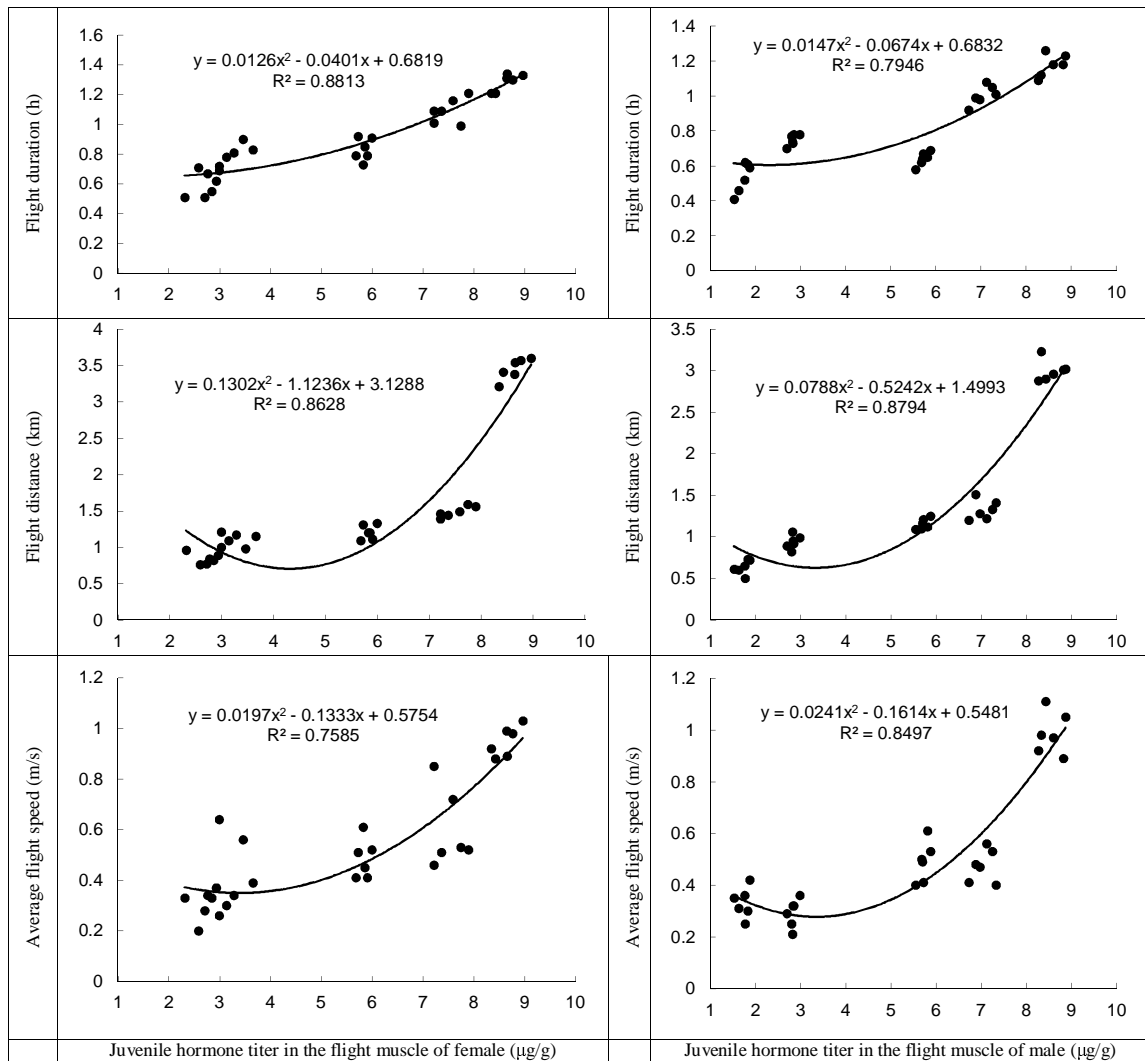 Flight duration (h)
1.6
1.4
1.2
1
0.8
0.6
0.4
0.2
0
y = 0.0126x² - 0.0401x + 0.6819
R² = 0.8813
1 2 3 4 5 6 7 8 9 10
Flight duration (h)
1.4
1.2
1
0.8
0.6
0.4
0.2
0
y = 0.0147x² - 0.0674x + 0.6832
R² = 0.7946
1 2 3 4 5 6 7 8 9 10
Flight distance (km)
4
3.5
3
2.5
2
1.5
1
0.5
0
y = 0.1302x² - 1.1236x + 3.1288
R² = 0.8628
1 2 3 4 5 6 7 8 9 10
Flight distance (km)
3.5
3
2.5
2
1.5
1
0.5
0
y = 0.0788x² - 0.5242x + 1.4993
R² = 0.8794
1 2 3 4 5 6 7 8 9 10
Average flight speed (m/s)
1.2
1
0.8
0.6
0.4
0.2
0
y = 0.0197x² - 0.1333x + 0.5754
R² = 0.7585
1 2 3 4 5 6 7 8 9 10
Average flight speed (m/s)
1.2
1
0.8
0.6
0.4
0.2
0
y = 0.0241x² - 0.1614x + 0.5481
R² = 0.8497
1 2 3 4 5 6 7 8 9 10
Juvenile hormone titer in the flight muscle of female (μg/g)
Juvenile hormone titer in the flight muscle of male (μg/g)